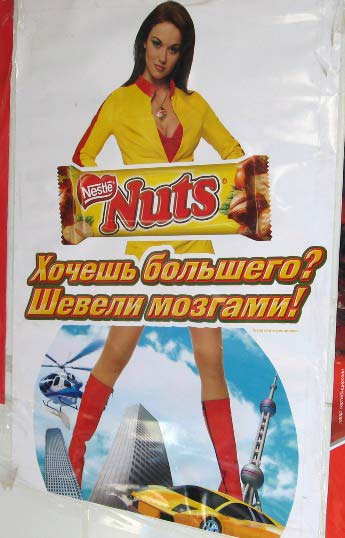 Nestlé
Nuts
Хочешь большего?
Шевели мозгами!